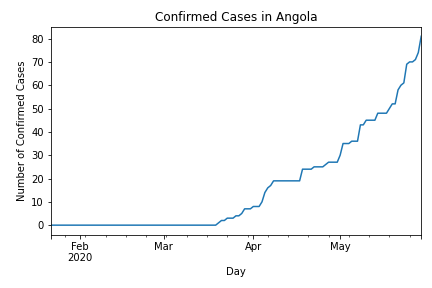 Confirmed Cases in Angola
Number of Confirmed Cases
80
70
60
50
40
30
20
10
0
Feb
2020
Mar
Apr
May
Day